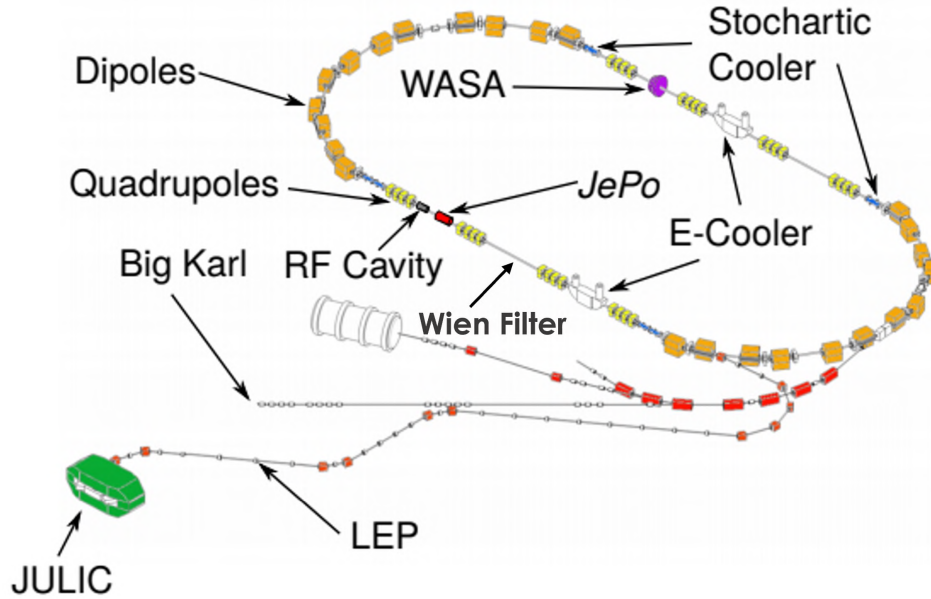 Stochartic
Cooler
Dipoles
WASA
Quadrupoles
JePo
E-Cooler
Big Karl
RF Cavity
Wien Filter
LEP
JULIC